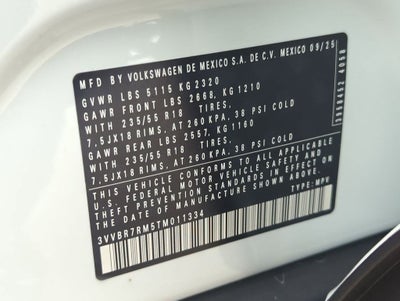 MFD BY VOLKSWAGEN DE MEXICO S.A. DE C.V. MEXICO 09/25
GVWR LBS 5115 KG 2320
GAWR FRONT LBS 2668, KG 1210
WITH 235/55 R18 TIRES,
7,5JX18 RIMS, AT 260 KPA, 38 PSI COLD
GAWR REAR LBS 2557, KG 1160
WITH 235/55 R18 TIRES,
7,5JX18 RIMS, AT 260 KPA, 38 PSI COLD
THIS VEHICLE CONFORMS TO ALL APPLICABLE
U.S. FEDERAL MOTOR VEHICLE SAFETY AND
THEFT PREVENTION STANDARDS IN EFFECT ON
THE DATE OF MANUFACTURE SHOWN ABOVE.
3VVBR7RM5TM011334 TYPE: MPV